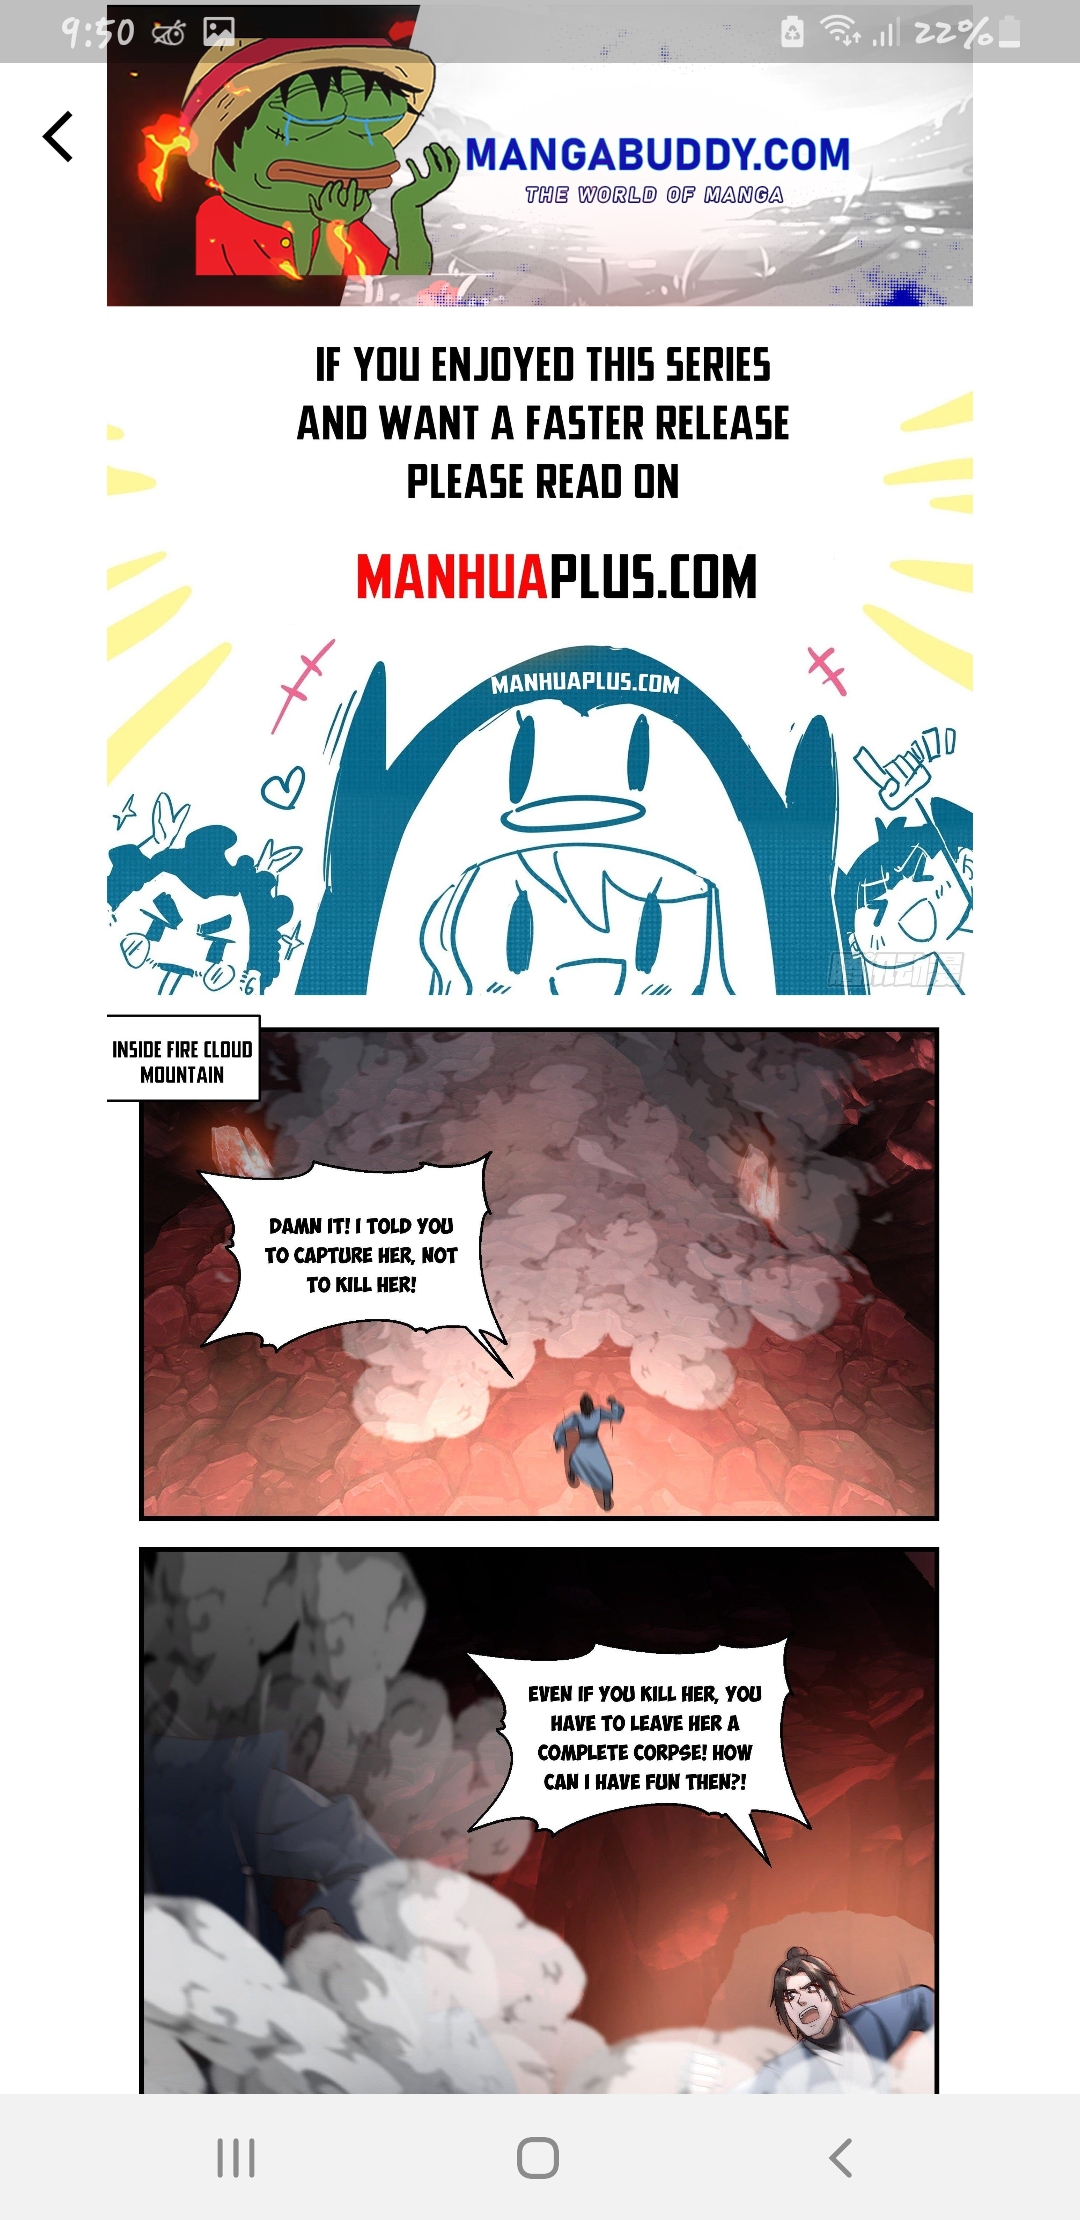 9:50
22%
MANGABUDDY.COM
THE WORLD OF MANGA
IF YOU ENJOYED THIS SERIES
AND WANT A FASTER RELEASE
PLEASE READ ON
MANHUAPLUS.COM
MANHUAPLUS.COM
INSIDE FIRE CLOUD
MOUNTAIN
DAMN IT! I TOLD YOU
TO CAPTURE HER, NOT
TO KILL HER!
EVEN IF YOU KILL HER, YOU
HAVE TO LEAVE HER A
COMPLETE CORPSE! HOW
CAN I HAVE FUN THEN?!